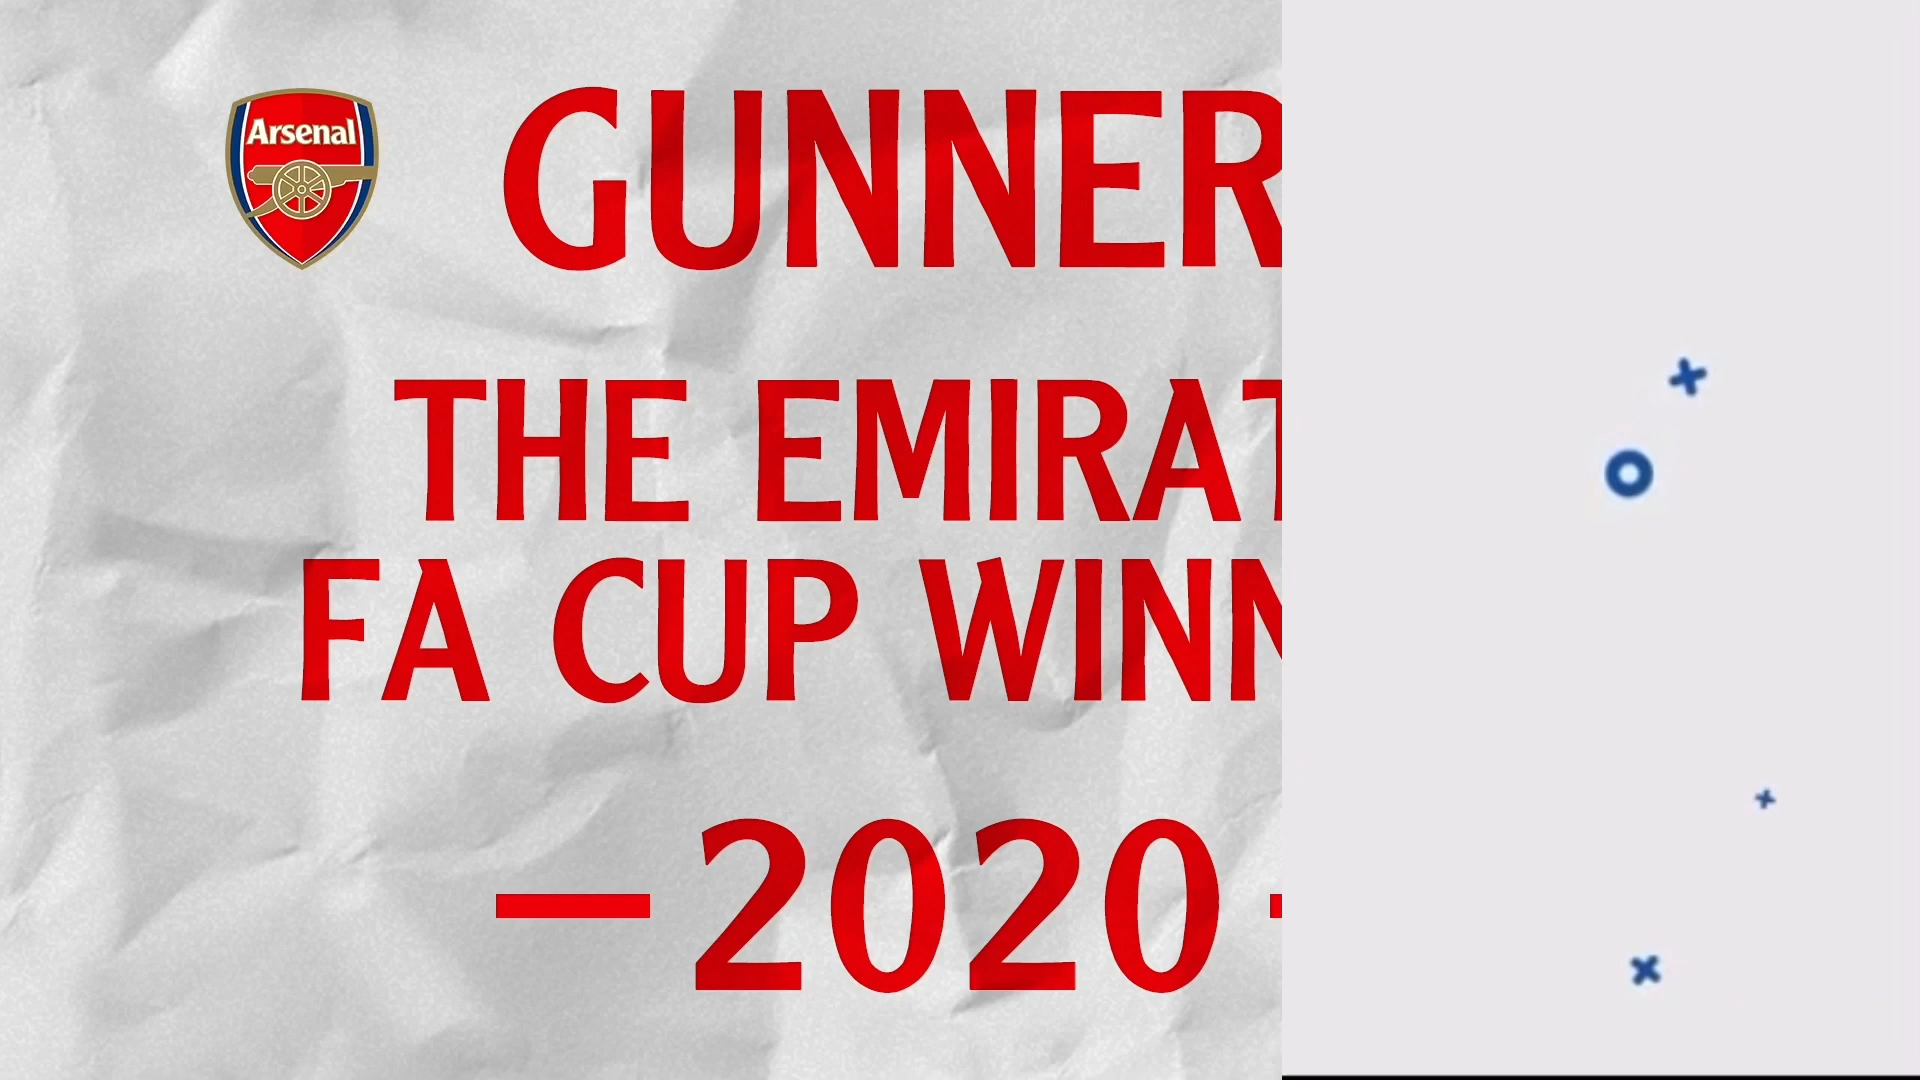 Arsenal
GUNNER
THE EMIRAT
FA CUP WINN
—2020-